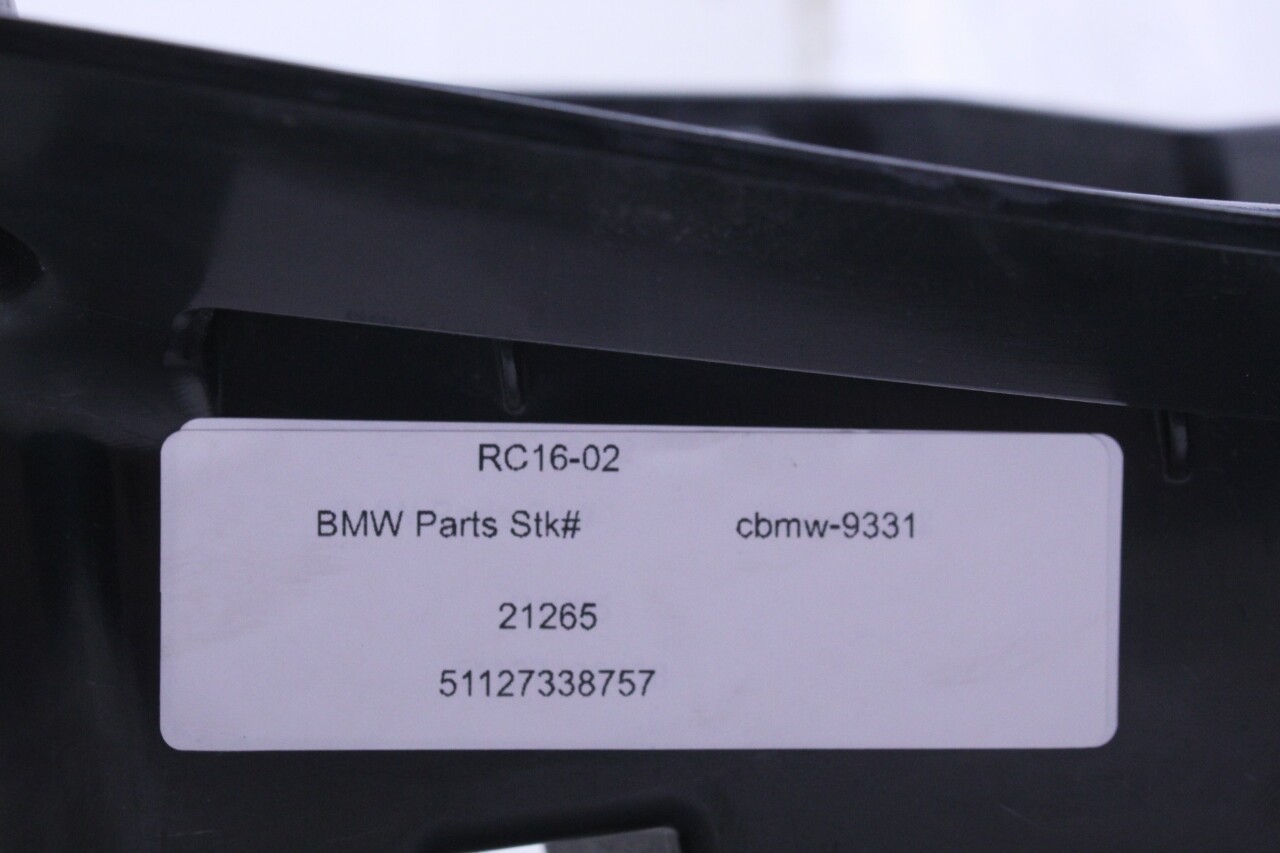 RC16-02
BMW Parts Stk# cbmw-9331
21265
51127338757